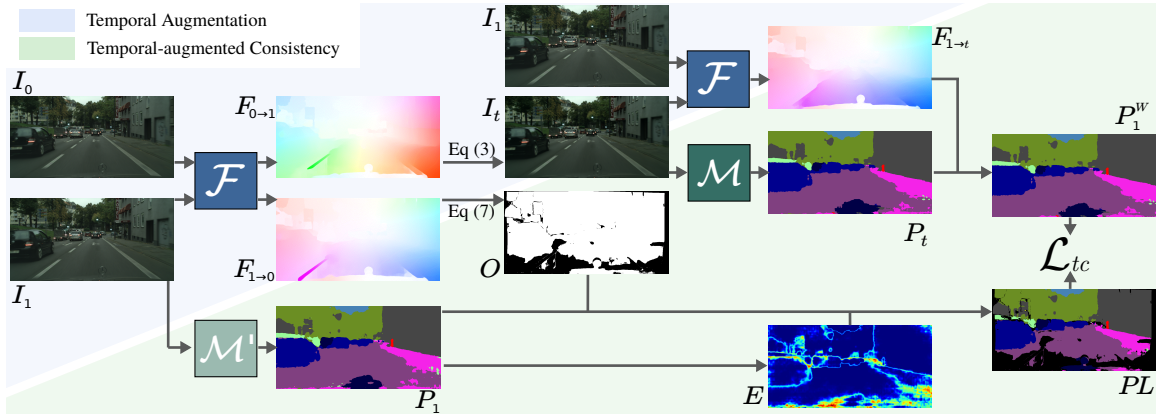 Temporal Augmentation
Temporal-augmented Consistency
I₁
I₀
F₀→₁
Iₜ
F₁→ₜ
P₁ᵂ
Eq (3)
ℱ
ℱ
ℳ
Eq (7)
Pₜ
I₁
F₁→₀
O
ℒtc
ℳ'
P₁
E
PL